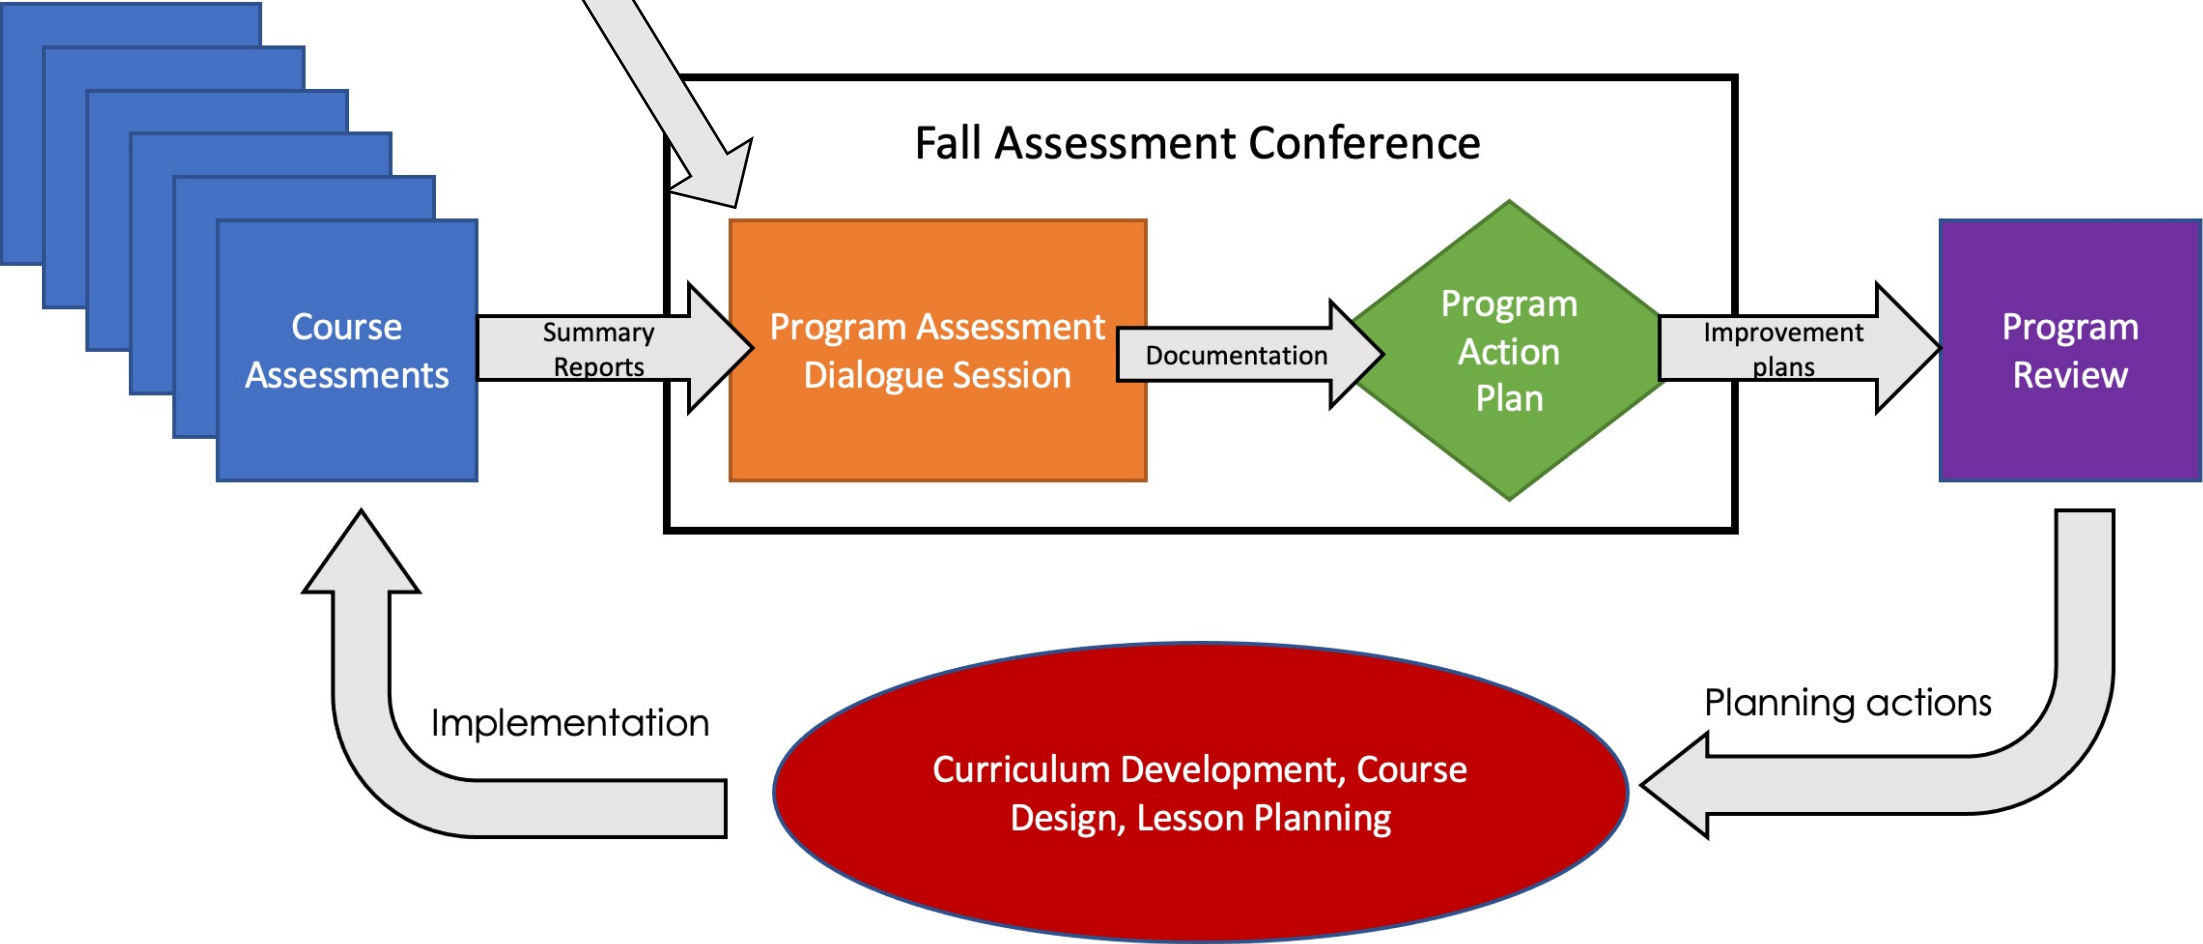 Fall Assessment Conference
Course
Assessments
Summary
Reports
Program Assessment
Dialogue Session
Documentation
Program
Action
Plan
Improvement
plans
Program
Review
Implementation
Planning actions
Curriculum Development, Course
Design, Lesson Planning